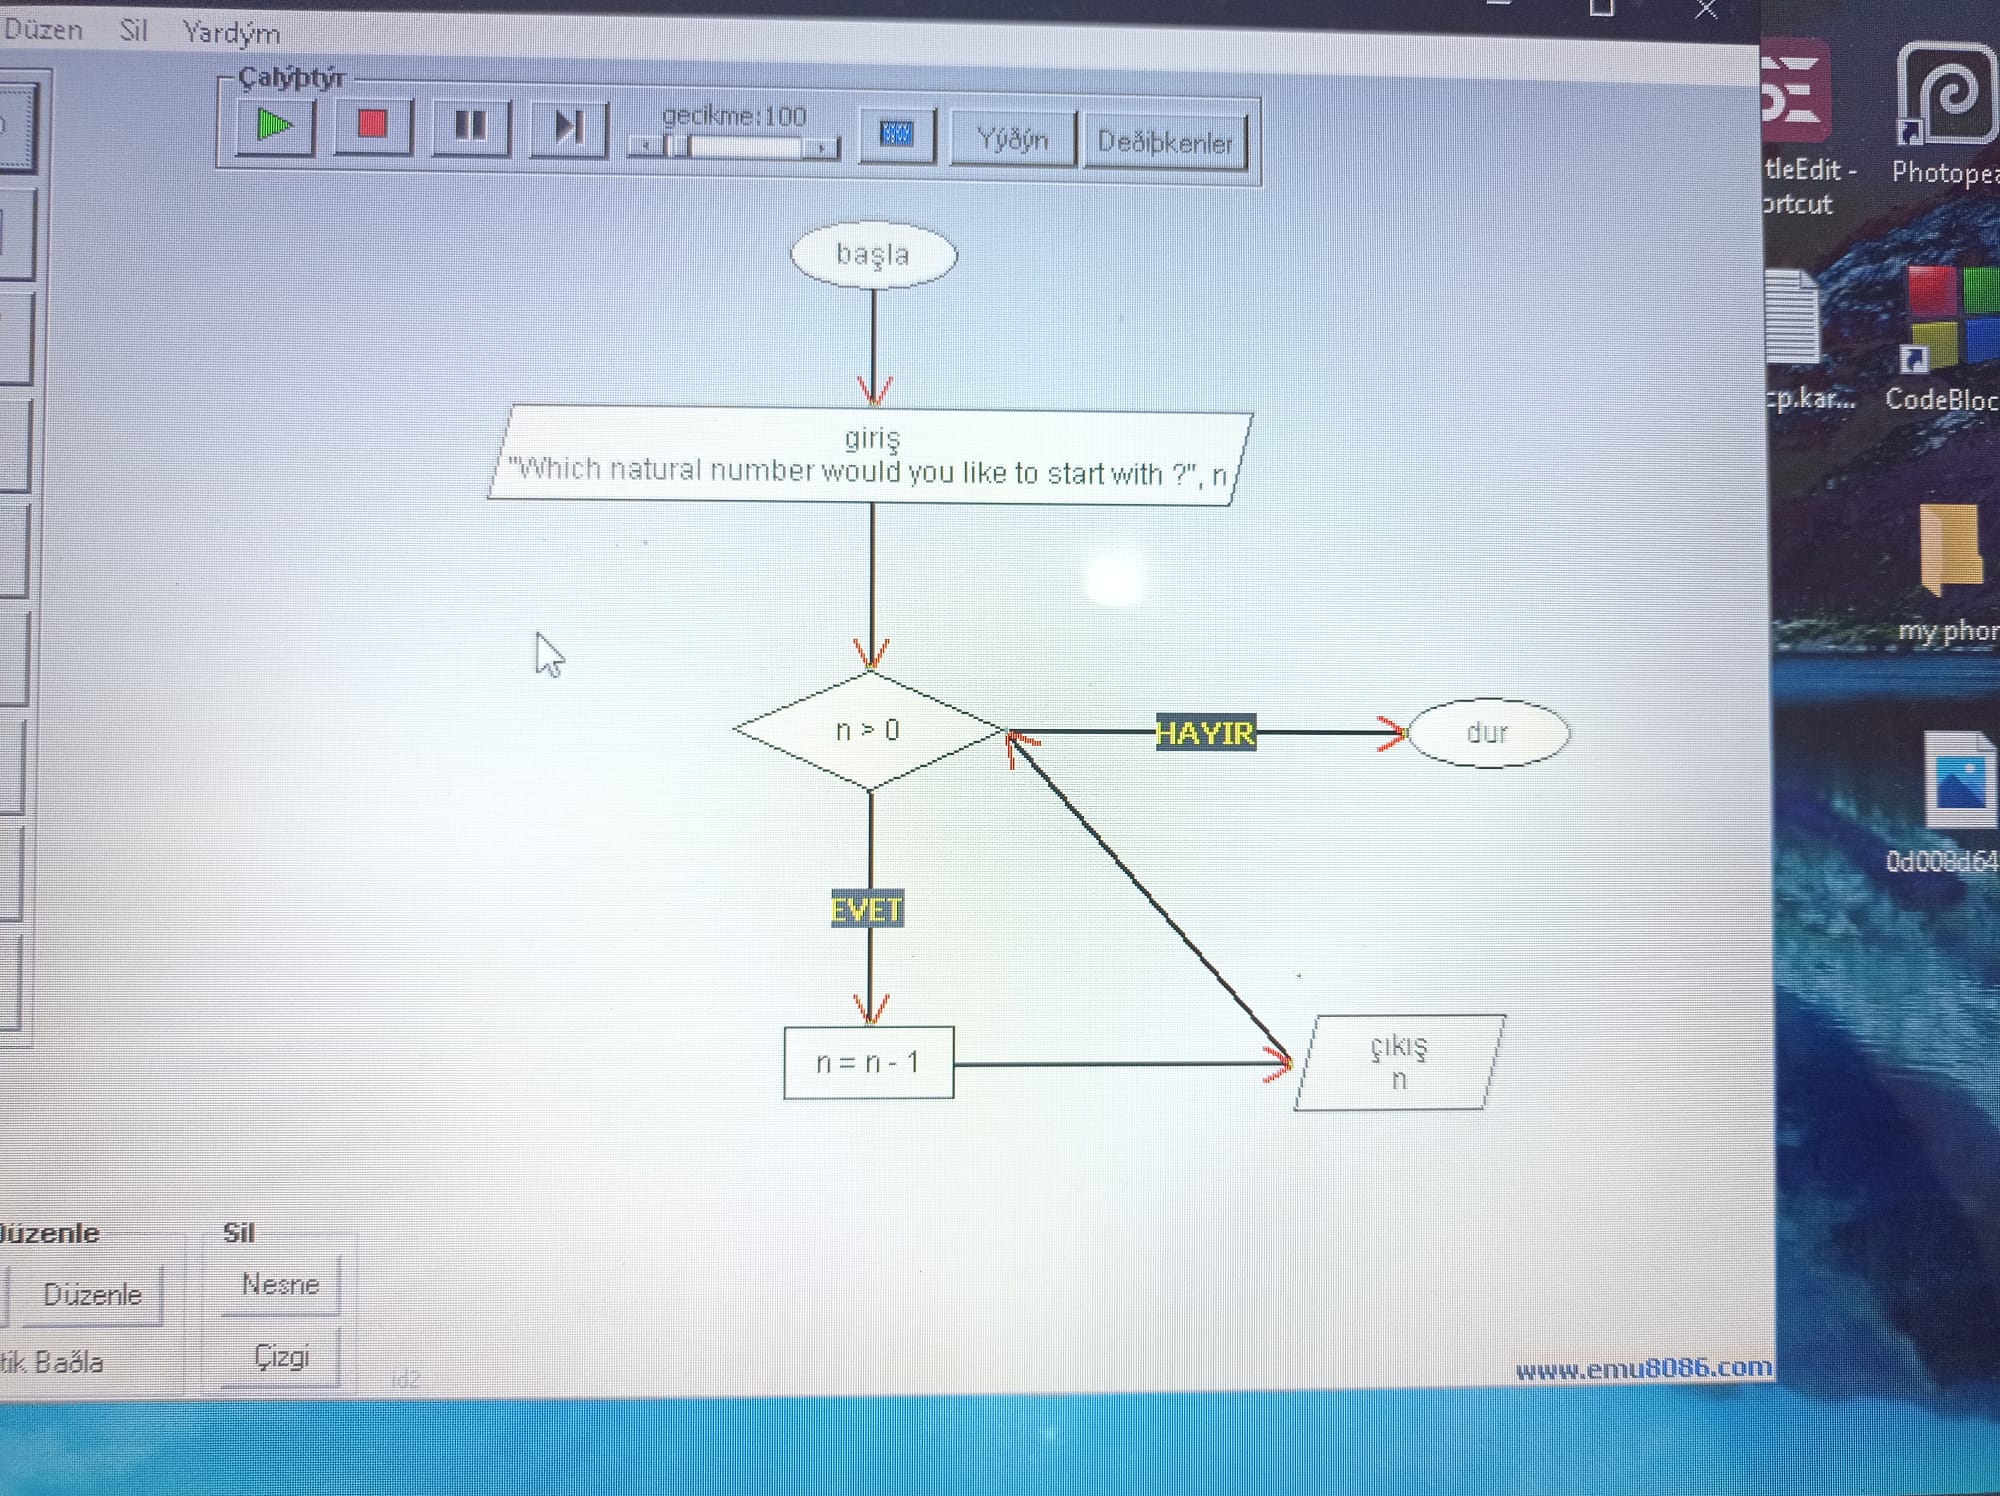 Düzen Sil Yardým
Çalýþtýr
gecikme:100
Yýðýn
Deðiþkenler
başla
giriş
"Which natural number would you like to start with ?", n
n > 0
HAYIR
dur
EVET
n = n - 1
çıkış
n
Düzenle
Sil
Nesne
Çizgi
Baðla
id2
www.emu8086.com
tleEdit -
ortcut
Photopea
cp.kar...
CodeBloc
my phon
0d008d64